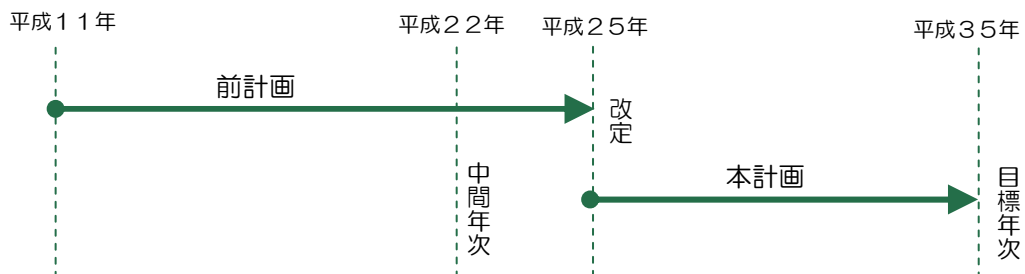 平成１１年
平成２２年
平成２５年
平成３５年
前計画
改定
中間年次
本計画
目標年次